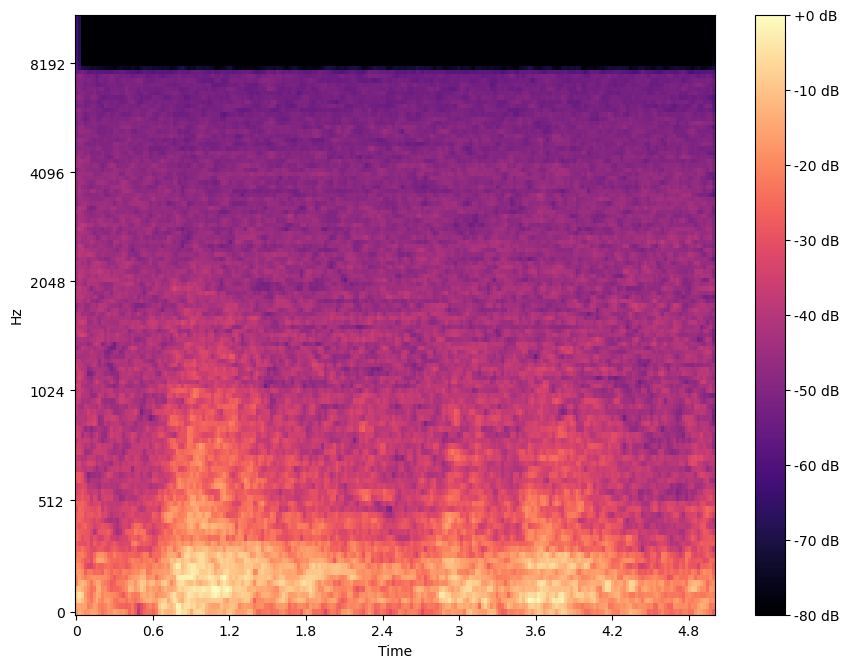 8192
4096
2048
1024
512
0
Hz
0 0.6 1.2 1.8 2.4 3 3.6 4.2 4.8
Time
+0 dB
-10 dB
-20 dB
-30 dB
-40 dB
-50 dB
-60 dB
-70 dB
-80 dB